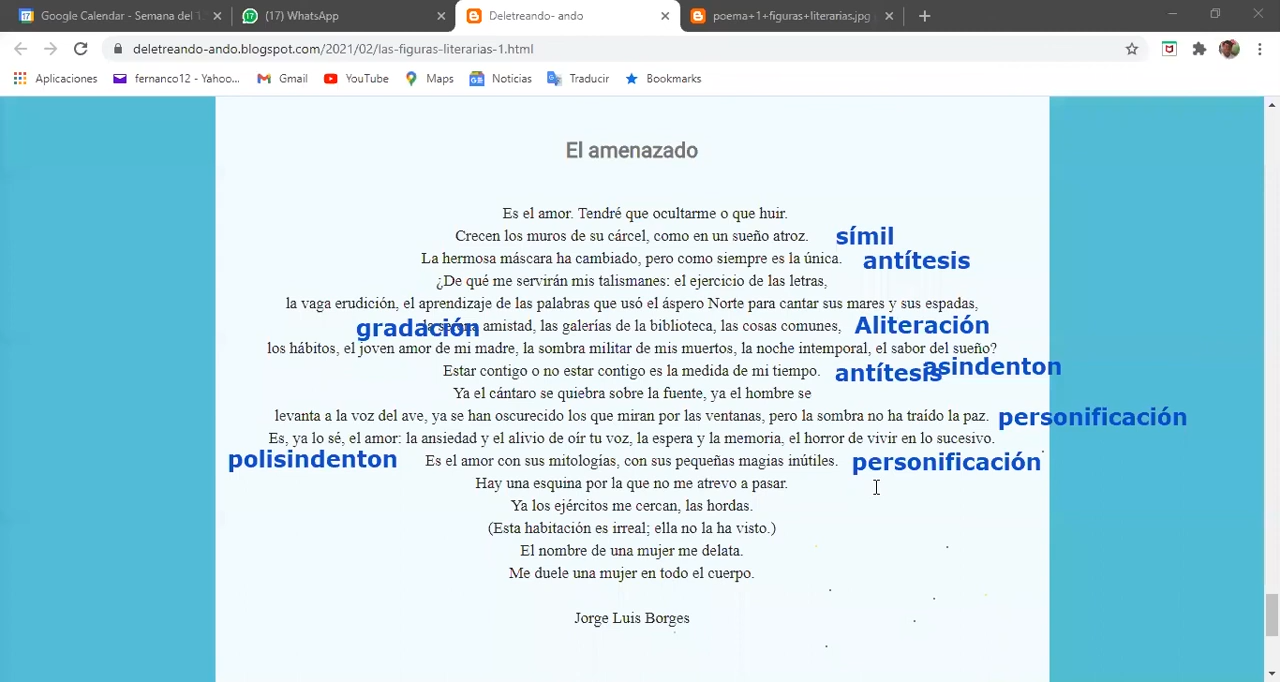 Google Calendar - Semana del 1
(17) WhatsApp
Deletreando- ando
poema+1+figuras+literarias.jpg
deletreando-ando.blogspot.com/2021/02/las-figuras-literarias-1.html
Aplicaciones
fernanco12 - Yahoo...
Gmail
YouTube
Maps
Noticias
Traducir
Bookmarks
El amenazado
Es el amor. Tendré que ocultarme o que huir.
Crecen los muros de su cárcel, como en un sueño atroz. símil
La hermosa máscara ha cambiado, pero como siempre es la única. antítesis
¿De qué me servirán mis talismanes: el ejercicio de las letras,
la vaga erudición, el aprendizaje de las palabras que usó el áspero Norte para cantar sus mares y sus espadas,
gradación la serena amistad, las galerías de la biblioteca, las cosas comunes, Aliteración
los hábitos, el joven amor de mi madre, la sombra militar de mis muertos, la noche intemporal, el sabor del sueño?
asindenton
Estar contigo o no estar contigo es la medida de mi tiempo. antítesis
Ya el cántaro se quiebra sobre la fuente, ya el hombre se
levanta a la voz del ave, ya se han oscurecido los que miran por las ventanas, pero la sombra no ha traído la paz. personificación
Es, ya lo sé, el amor: la ansiedad y el alivio de oír tu voz, la espera y la memoria, el horror de vivir en lo sucesivo.
polisindenton Es el amor con sus mitologías, con sus pequeñas magias inútiles. personificación
Hay una esquina por la que no me atrevo a pasar.
Ya los ejércitos me cercan, las hordas.
(Esta habitación es irreal; ella no la ha visto.)
El nombre de una mujer me delata.
Me duele una mujer en todo el cuerpo.
Jorge Luis Borges